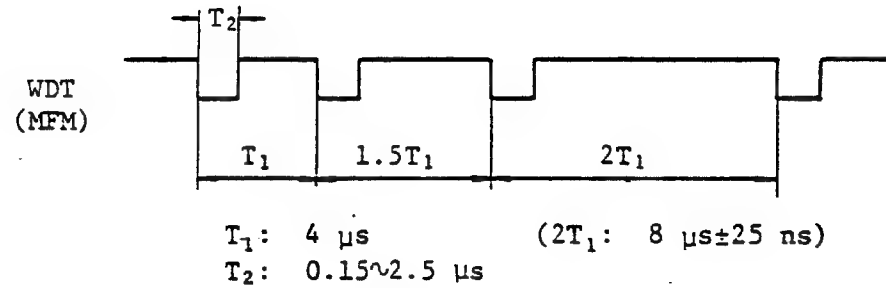 T₂
WDT
(MFM)
T₁ 1.5T₁ 2T₁
T₁: 4 μs (2T₁: 8 μs±25 ns)
T₂: 0.15~2.5 μs